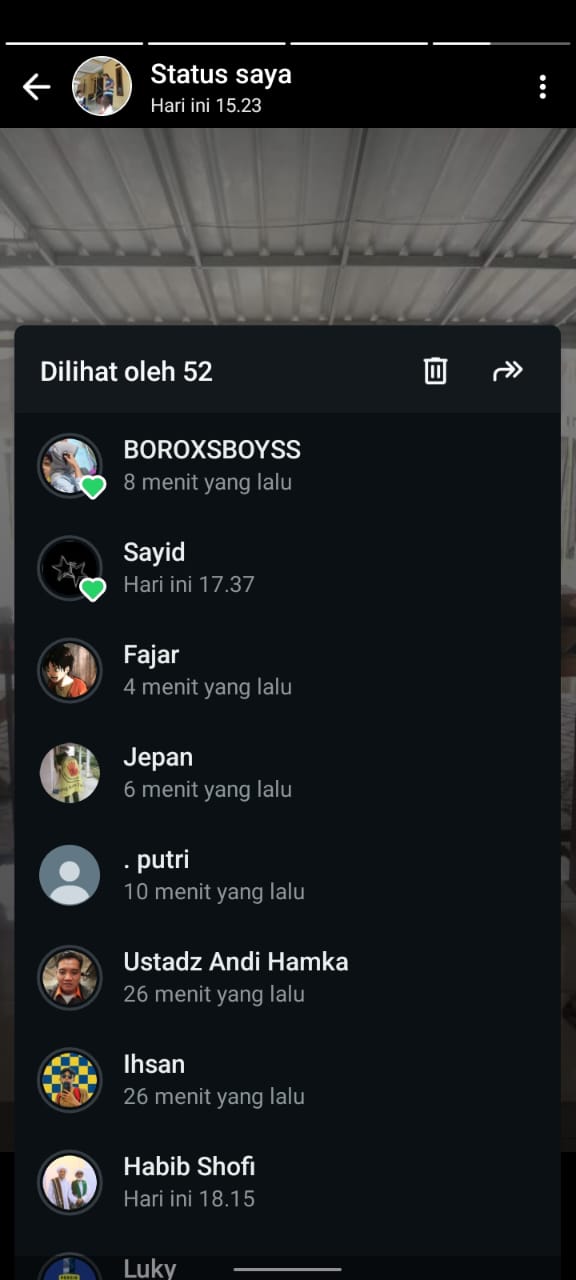 Status saya
Hari ini 15.23
Dilihat oleh 52
BOROXSBOYSS
8 menit yang lalu
Sayid
Hari ini 17.37
Fajar
4 menit yang lalu
Jepan
6 menit yang lalu
. putri
10 menit yang lalu
Ustadz Andi Hamka
26 menit yang lalu
Ihsan
26 menit yang lalu
Habib Shofi
Hari ini 18.15
Luky